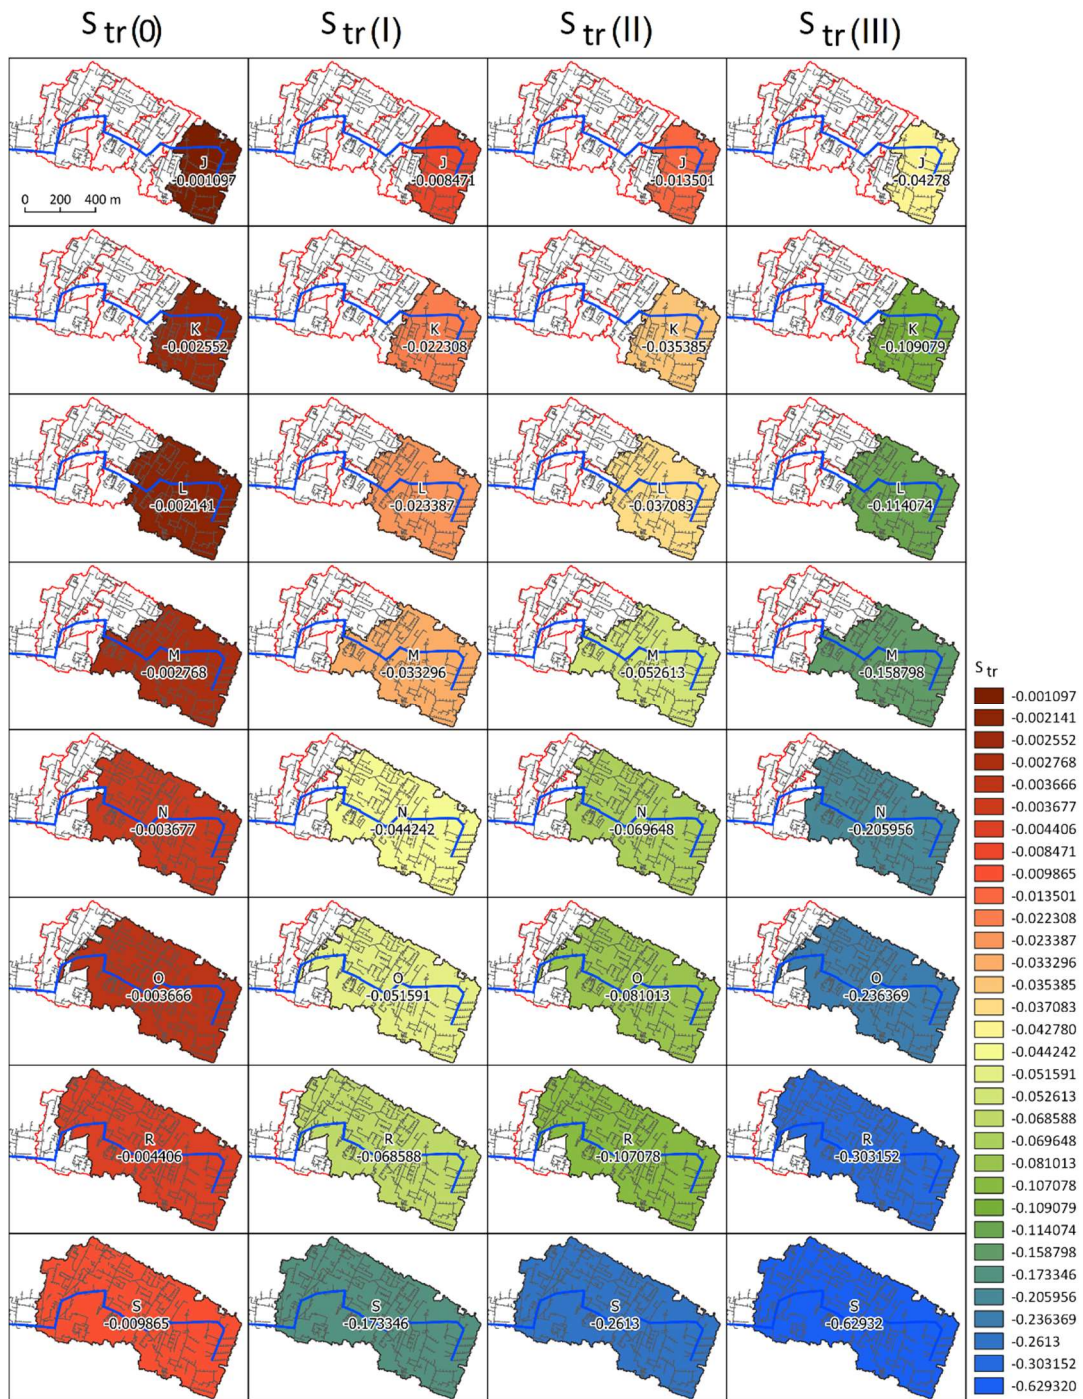 S tr(0) S tr(I) S tr(II) S tr(III)
J J J J
-0.001097 -0.008471 -0.013501 -0.04278
0 200 400 m
K K K K
-0.002552 -0.022308 -0.035385 -0.109079
L L L L
-0.002141 -0.023387 -0.037083 -0.114074
M M M M
-0.002768 -0.033296 -0.052613 -0.158798
N N N N
-0.003677 -0.044242 -0.069648 -0.205956
O O O O
-0.003666 -0.051591 -0.081013 -0.236369
R R R R
-0.004406 -0.068588 -0.107078 -0.303152
S S S S
-0.009865 -0.173346 -0.2613 -0.62932
S tr
-0.001097
-0.002141
-0.002552
-0.002768
-0.003666
-0.003677
-0.004406
-0.008471
-0.009865
-0.013501
-0.022308
-0.023387
-0.033296
-0.035385
-0.037083
-0.042780
-0.044242
-0.051591
-0.052613
-0.068588
-0.069648
-0.081013
-0.107078
-0.109079
-0.114074
-0.158798
-0.173346
-0.205956
-0.236369
-0.2613
-0.303152
-0.629320